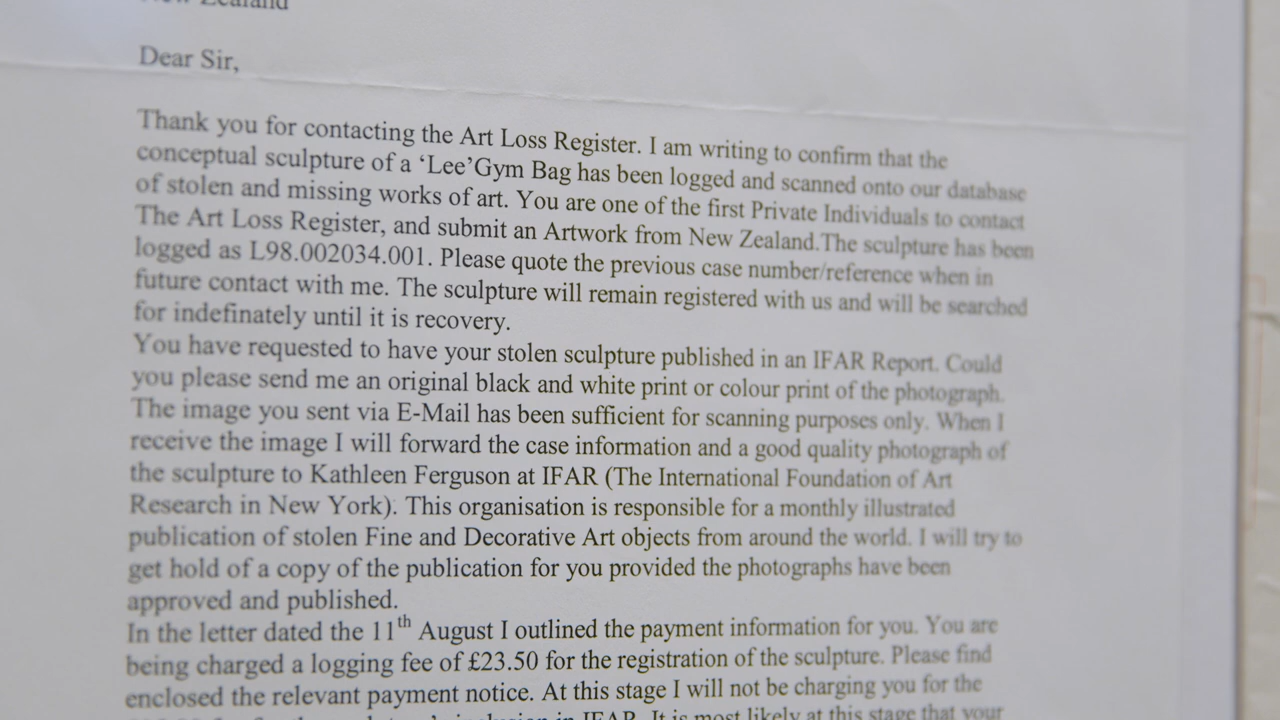 New Zealand
Dear Sir,
Thank you for contacting the Art Loss Register. I am writing to confirm that the
conceptual sculpture of a ‘Lee’Gym Bag has been logged and scanned onto our database
of stolen and missing works of art. You are one of the first Private Individuals to contact
The Art Loss Register, and submit an Artwork from New Zealand.The sculpture has been
logged as L98.002034.001. Please quote the previous case number/reference when in
future contact with me. The sculpture will remain registered with us and will be searched
for indefinately until it is recovery.
You have requested to have your stolen sculpture published in an IFAR Report. Could
you please send me an original black and white print or colour print of the photograph.
The image you sent via E-Mail has been sufficient for scanning purposes only. When I
receive the image I will forward the case information and a good quality photograph of
the sculpture to Kathleen Ferguson at IFAR (The International Foundation of Art
Research in New York). This organisation is responsible for a monthly illustrated
publication of stolen Fine and Decorative Art objects from around the world. I will try to
get hold of a copy of the publication for you provided the photographs have been
approved and published.
In the letter dated the 11th August I outlined the payment information for you. You are
being charged a logging fee of £23.50 for the registration of the sculpture. Please find
enclosed the relevant payment notice. At this stage I will not be charging you for the
inclusion in IFAR. It is most likely at this stage that your